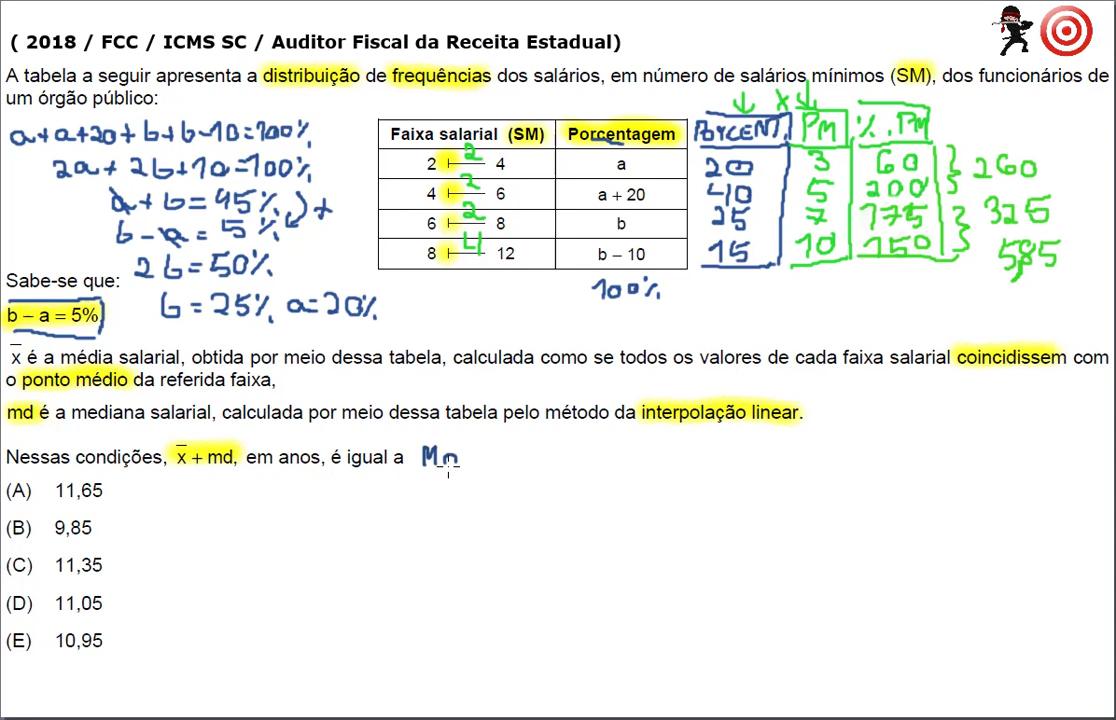 ( 2018 / FCC / ICMS SC / Auditor Fiscal da Receita Estadual)
A tabela a seguir apresenta a distribuição de frequências dos salários, em número de salários mínimos (SM), dos funcionários de
um órgão público:
a+a+20+b+b-10=100%
2a+2b+10=100%
a+b=45%
+
b-a=5%
2b=50%
b=25% a=20%
Faixa salarial (SM) Porcentagem
2 ⊢ 4 a
4 ⊢ 6 a + 20
6 ⊢ 8 b
8 ⊢ 12 b – 10
2
2
2
4
100%
↓ x ↓
PORCENT. PM %.PM
20 3 60
40 5 200
25 7 175
15 10 150
260
325
5,85
Sabe-se que:
b – a = 5%
x̅ é a média salarial, obtida por meio dessa tabela, calculada como se todos os valores de cada faixa salarial coincidissem com
o ponto médio da referida faixa,
md é a mediana salarial, calculada por meio dessa tabela pelo método da interpolação linear.
Nessas condições, x̅ + md, em anos, é igual a
(A) 11,65
(B) 9,85
(C) 11,35
(D) 11,05
(E) 10,95